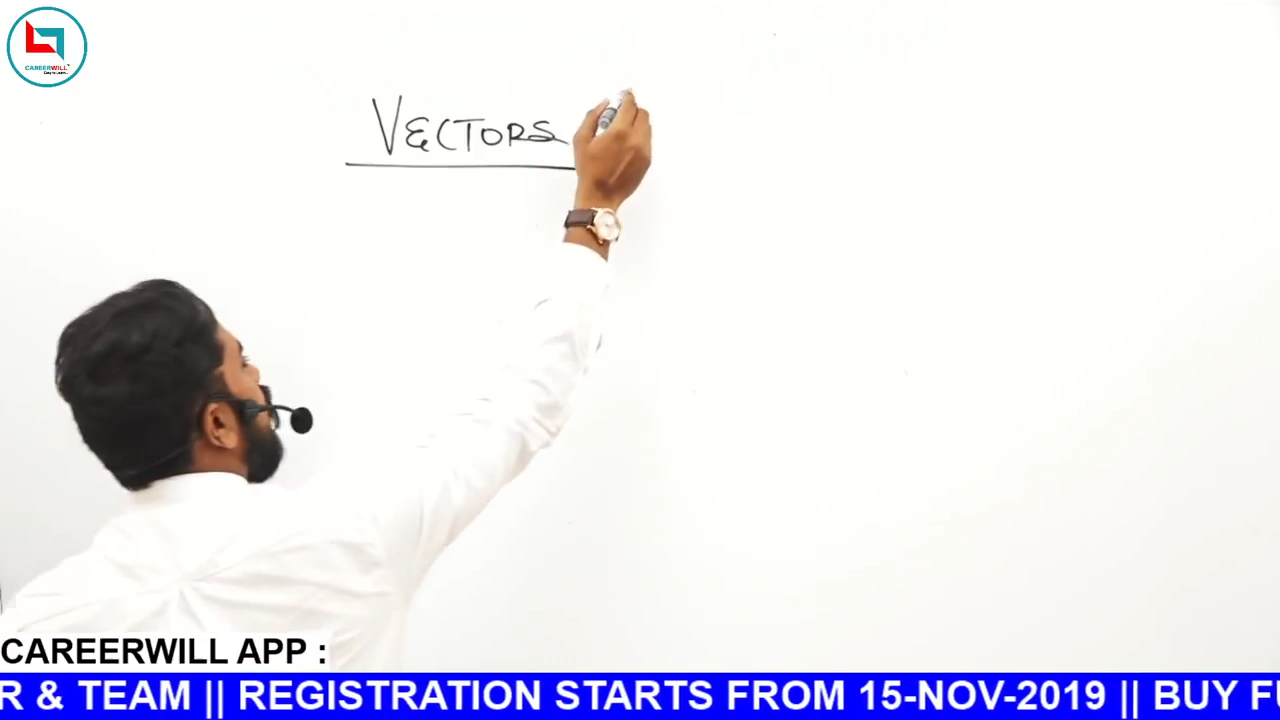 CAREERWILL
VECTORS
CAREERWILL APP :
R & TEAM || REGISTRATION STARTS FROM 15-NOV-2019 || BUY FU